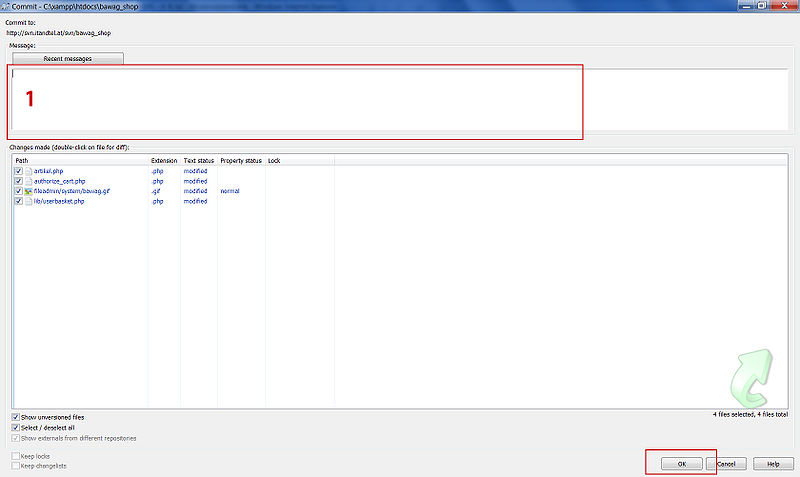 Commit - C:\xampp\htdocs\bawag_shop
Commit to:
http://svn.itandtel.at/svr/bawag_shop
Message:
Recent messages
1
Changes made (double-click on file for diff):
Path Extension Text status Property status Lock
artikel.php .php modified
authorize_cart.php .php modified
fileadmin/system/bawag.gif .gif modified normal
lib/userbasket.php .php modified
Show unversioned files
4 files selected, 4 files total
Select / deselect all
Show externals from different repositories
Keep locks
Keep changelists
OK Cancel Help